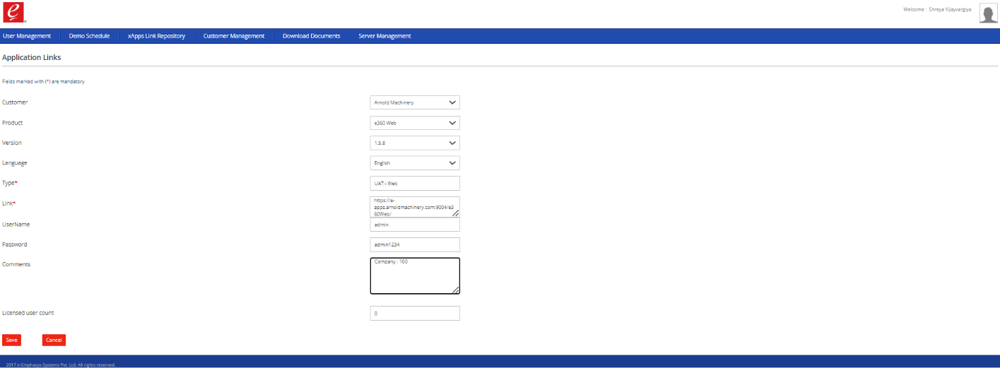 e
Welcome : Shreya Vijayvargiya
User Management Demo Schedule xApps Link Repository Customer Management Download Documents Server Management
Application Links
Fields marked with (*) are mandatory
Customer Arnold Machinery
Product e360 Web
Version 1.5.8
Language English
Type* UAT - Web
Link* https://e-
apps.arnoldmachinery.com:9004/e3
60Web/
UserName admin
Password admin1234
Comments Company : 100
Licensed user count 0
Save Cancel
2017 e-Emphasys Systems Pvt. Ltd. All rights reserved.